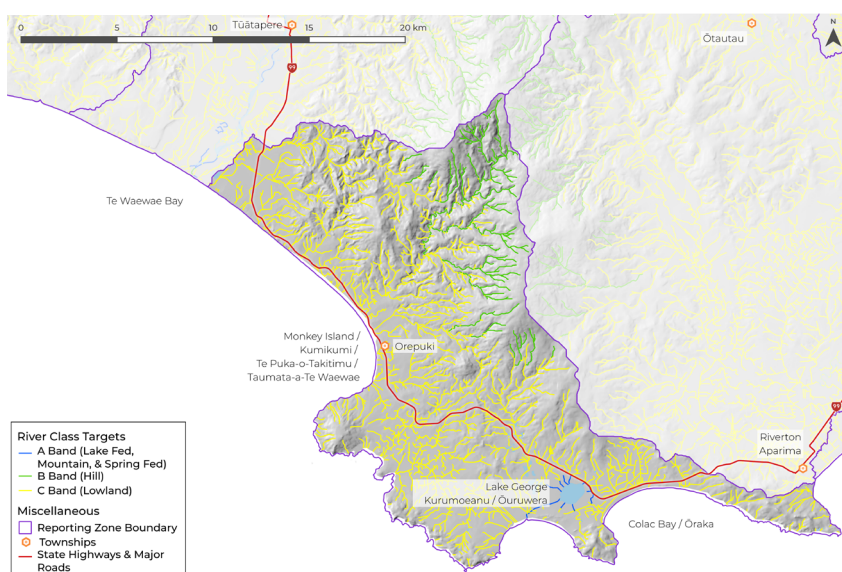 Tūātapere
0 5 10 15 20 km
Ōtautau
N
99
Te Waewae Bay
Monkey Island /
Kumikumi /
Te Puka-o-Takitimu /
Taumata-a-Te Waewae
Orepuki
99
Riverton
Aparima
Lake George
Kurumoeanu / Ōuruwera
Colac Bay / Ōraka
River Class Targets
A Band (Lake Fed,
Mountain, & Spring Fed)
B Band (Hill)
C Band (Lowland)
Miscellaneous
Reporting Zone Boundary
Townships
State Highways & Major
Roads